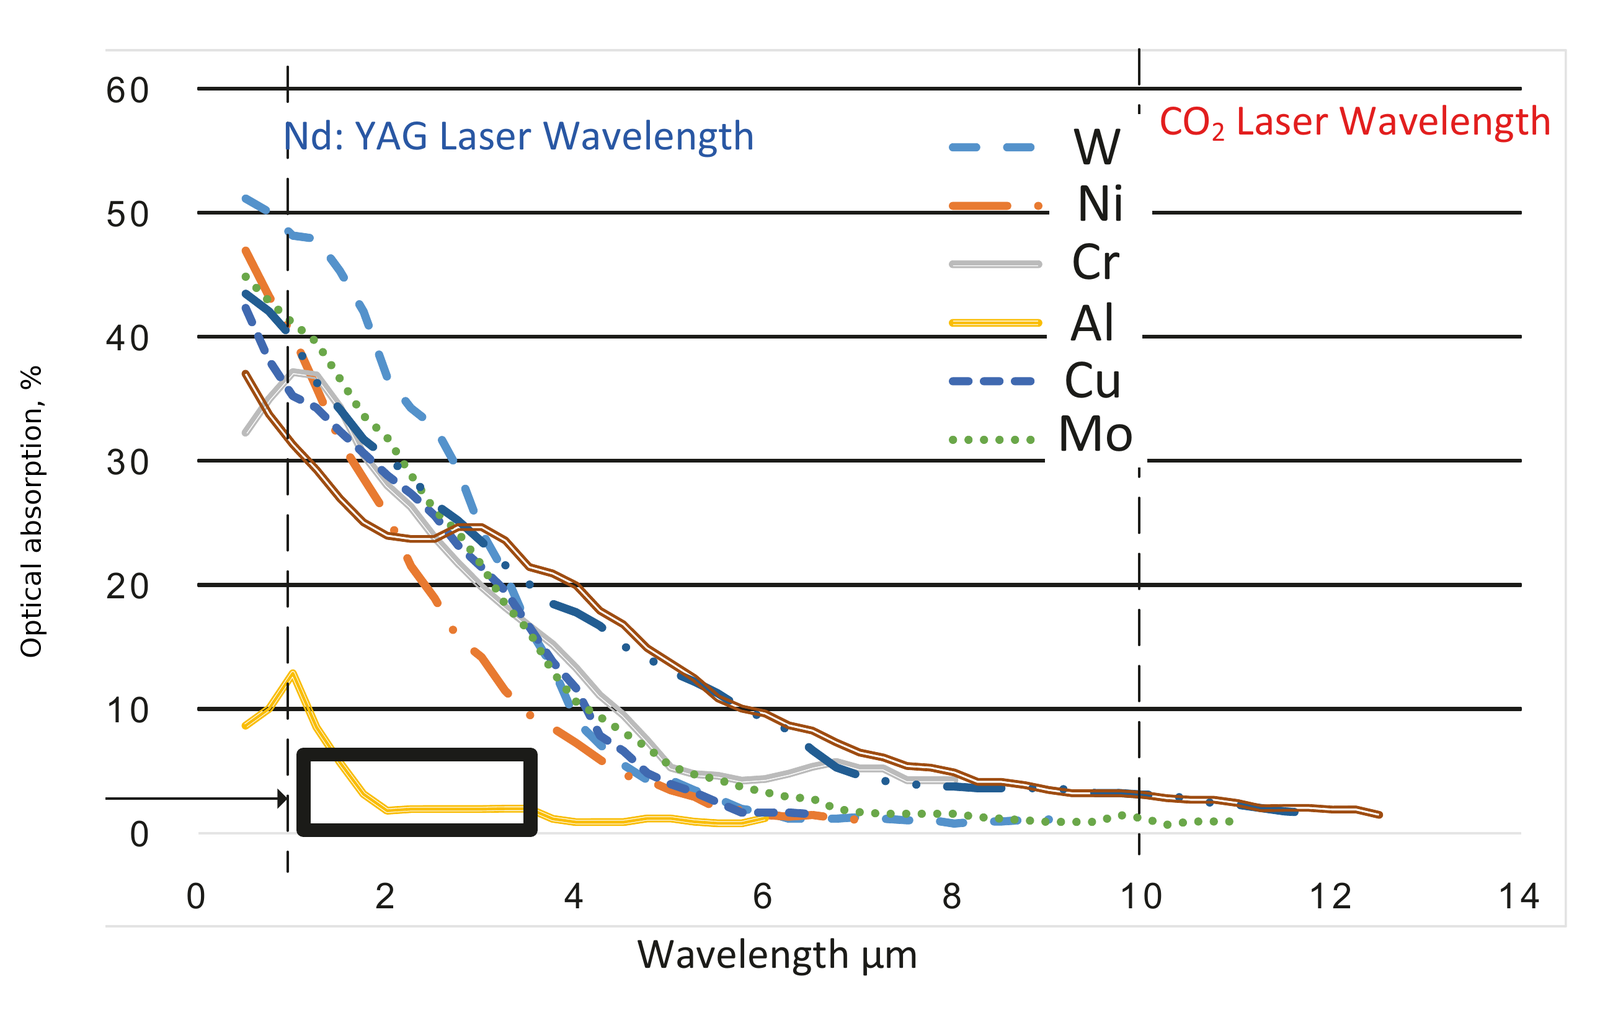 60
50
40
30
20
10
0
Optical absorption, %
Nd: YAG Laser Wavelength
CO₂ Laser Wavelength
W
Ni
Cr
Al
Cu
Mo
0 2 4 6 8 10 12 14
Wavelength µm